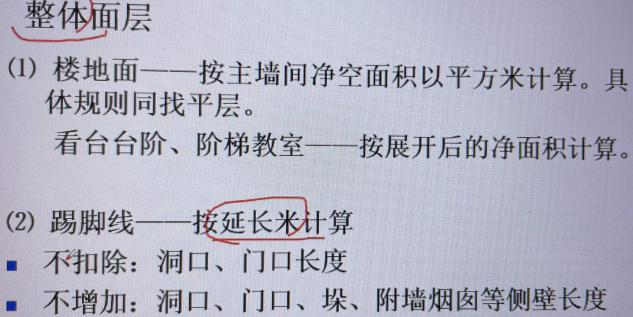 整体面层
(1) 楼地面——按主墙间净空面积以平方米计算。具
体规则同找平层。
看台台阶、阶梯教室——按展开后的净面积计算。
(2) 踢脚线——按延长米计算
■ 不扣除：洞口、门口长度
■ 不增加：洞口、门口、垛、附墙烟囱等侧壁长度